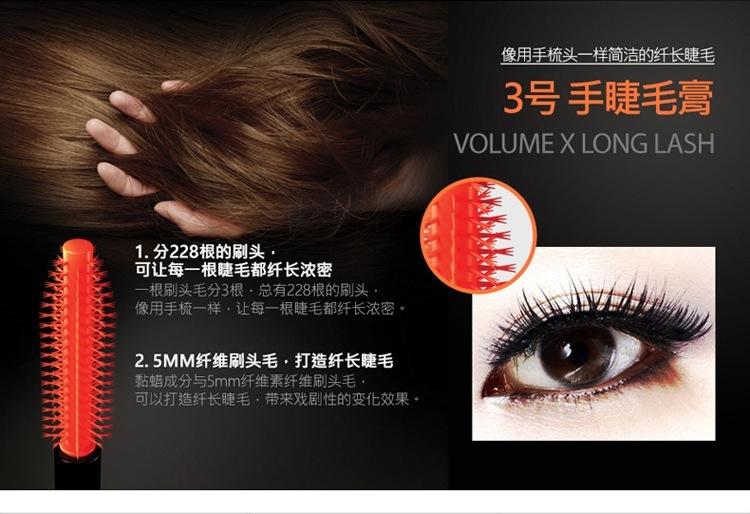 像用手梳头一样简洁的纤长睫毛
3号 手睫毛膏
VOLUME X LONG LASH
1. 分228根的刷头，
可让每一根睫毛都纤长浓密
一根刷头毛分3根，总有228根的刷头，
像用手梳一样，让每一根睫毛都纤长浓密。
2. 5MM纤维刷头毛，打造纤长睫毛
黏蜡成分与5mm纤维素纤维刷头毛，
可以打造纤长睫毛，带来戏剧性的变化效果。